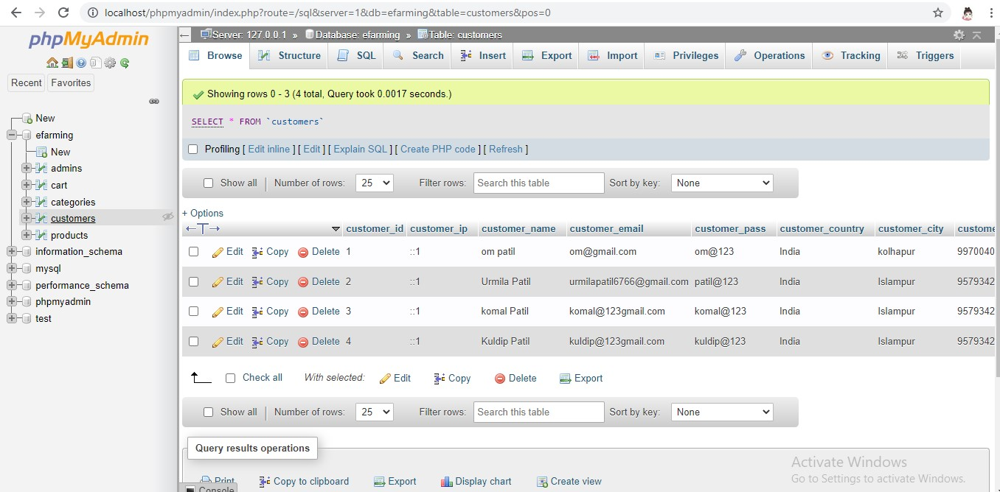 localhost/phpmyadmin/index.php?route=/sql&server=1&db=efarming&table=customers&pos=0
phpMyAdmin
Recent Favorites
New
efarming
New
admins
cart
categories
customers
products
information_schema
mysql
performance_schema
phpmyadmin
test
Server: 127.0.0.1 » Database: efarming » Table: customers
Browse Structure SQL Search Insert Export Import Privileges Operations Tracking Triggers
Showing rows 0 - 3 (4 total, Query took 0.0017 seconds.)
SELECT * FROM `customers`
Profiling [ Edit inline ] [ Edit ] [ Explain SQL ] [ Create PHP code ] [ Refresh ]
Show all | Number of rows: 25 Filter rows: Search this table Sort by key: None
+ Options
←T→ customer_id customer_ip customer_name customer_email customer_pass customer_country customer_city custome
Edit Copy Delete 1 ::1 om patil om@gmail.com om@123 India kolhapur 9970040
Edit Copy Delete 2 ::1 Urmila Patil urmilapatil6766@gmail.com patil@123 India Islampur 9579342
Edit Copy Delete 3 ::1 komal Patil komal@123gmail.com komal@123 India Islampur 9579342
Edit Copy Delete 4 ::1 Kuldip Patil kuldip@123gmail.com kuldip@123 India Islampur 9579342
Check all With selected: Edit Copy Delete Export
Show all | Number of rows: 25 Filter rows: Search this table Sort by key: None
Query results operations
Print Copy to clipboard Export Display chart Create view
Console
Activate Windows
Go to Settings to activate Windows.